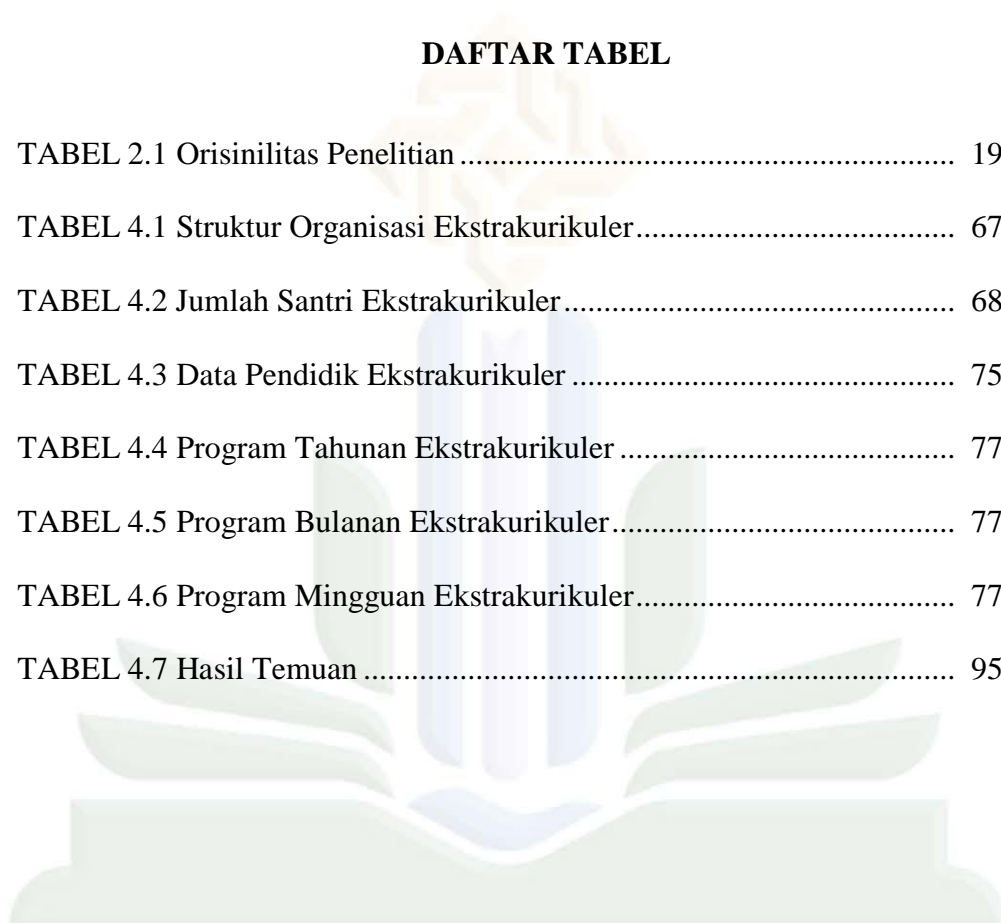 DAFTAR TABEL
TABEL 2.1 Orisinilitas Penelitian ........................................................................ 19
TABEL 4.1 Struktur Organisasi Ekstrakurikuler.............................................. 67
TABEL 4.2 Jumlah Santri Ekstrakurikuler......................................................... 68
TABEL 4.3 Data Pendidik Ekstrakurikuler ........................................................ 75
TABEL 4.4 Program Tahunan Ekstrakurikuler ................................................. 77
TABEL 4.5 Program Bulanan Ekstrakurikuler.................................................. 77
TABEL 4.6 Program Mingguan Ekstrakurikuler.............................................. 77
TABEL 4.7 Hasil Temuan ...................................................................................... 95